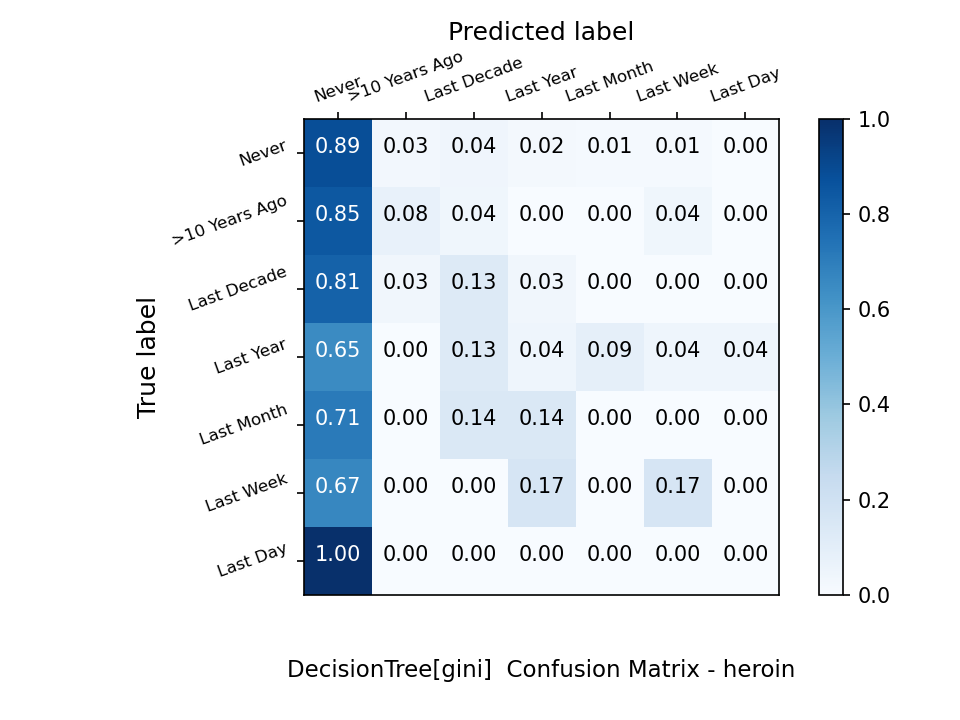 Predicted label
Never >10 Years Ago Last Decade Last Year Last Month Last Week Last Day
True label
Never 0.89 0.03 0.04 0.02 0.01 0.01 0.00
>10 Years Ago 0.85 0.08 0.04 0.00 0.00 0.04 0.00
Last Decade 0.81 0.03 0.13 0.03 0.00 0.00 0.00
Last Year 0.65 0.00 0.13 0.04 0.09 0.04 0.04
Last Month 0.71 0.00 0.14 0.14 0.00 0.00 0.00
Last Week 0.67 0.00 0.00 0.17 0.00 0.17 0.00
Last Day 1.00 0.00 0.00 0.00 0.00 0.00 0.00
1.0
0.8
0.6
0.4
0.2
0.0
DecisionTree[gini]  Confusion Matrix - heroin